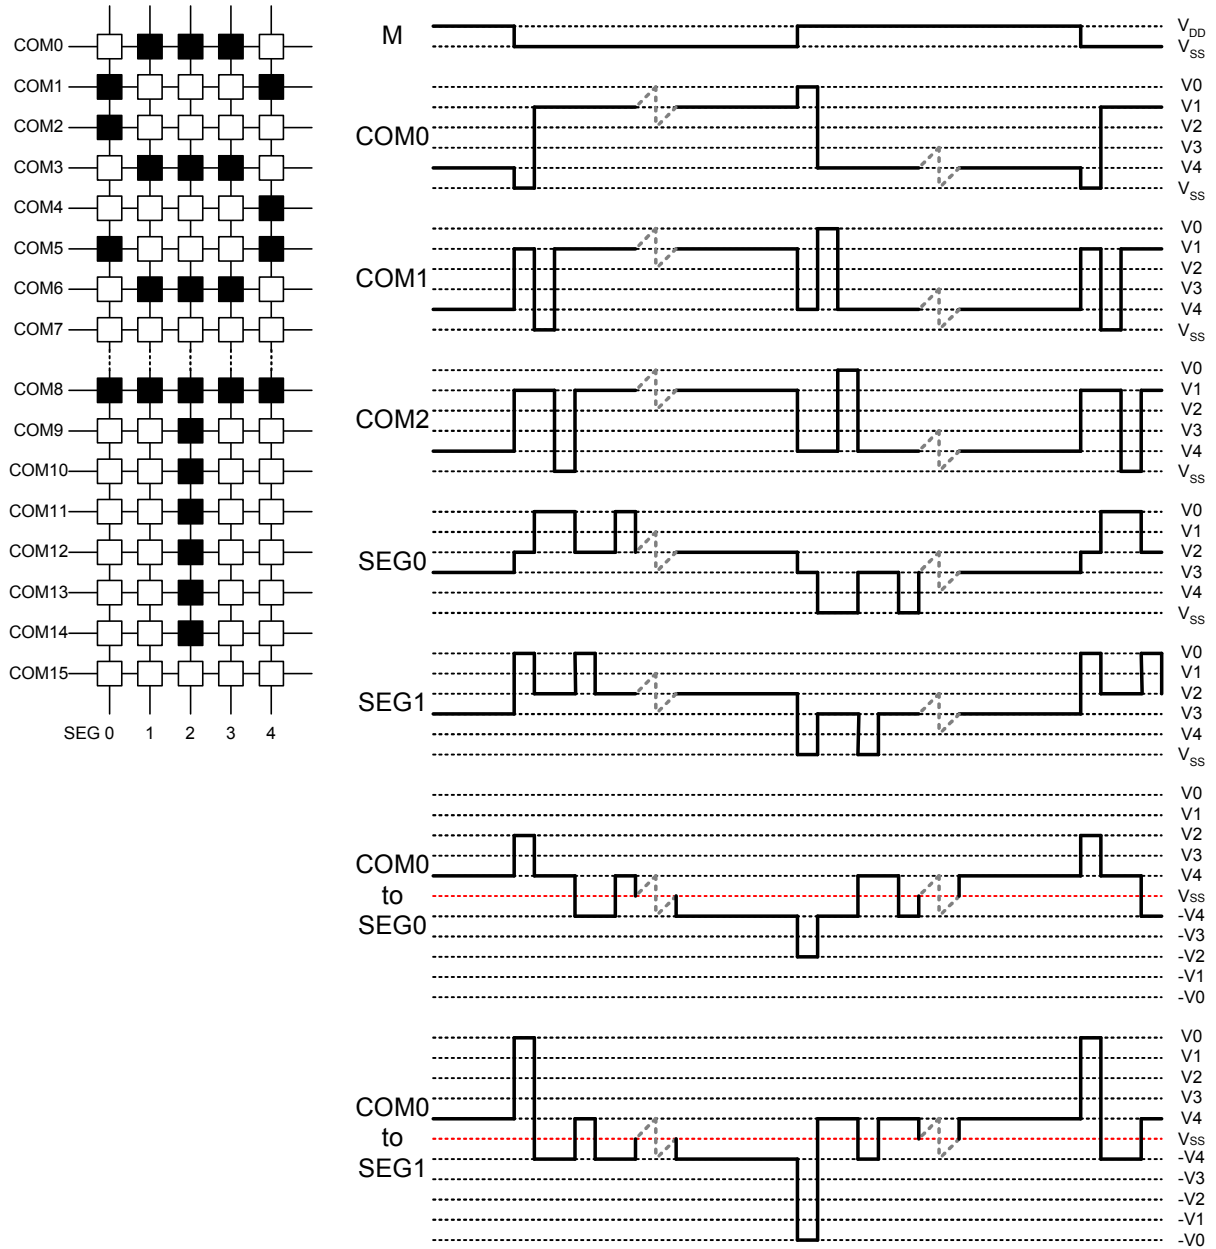 COM0
COM1
COM2
COM3
COM4
COM5
COM6
COM7
COM8
COM9
COM10
COM11
COM12
COM13
COM14
COM15
SEG 0 1 2 3 4
M
VDD
VSS
COM0
V0
V1
V2
V3
V4
VSS
COM1
V0
V1
V2
V3
V4
VSS
COM2
V0
V1
V2
V3
V4
VSS
SEG0
V0
V1
V2
V3
V4
VSS
SEG1
V0
V1
V2
V3
V4
VSS
COM0
to
SEG0
V0
V1
V2
V3
V4
VSS
-V4
-V3
-V2
-V1
-V0
COM0
to
SEG1
V0
V1
V2
V3
V4
VSS
-V4
-V3
-V2
-V1
-V0